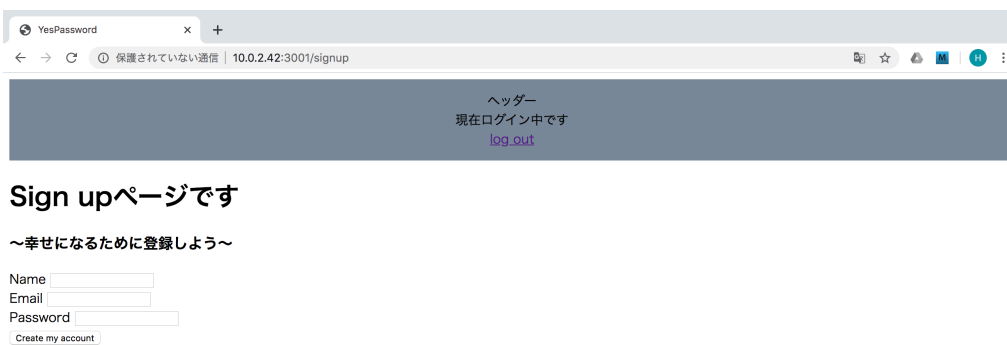 YesPassword
保護されていない通信 | 10.0.2.42:3001/signup
M
H
ヘッダー
現在ログイン中です
log out
Sign upページです
〜幸せになるために登録しよう〜
Name
Email
Password
Create my account